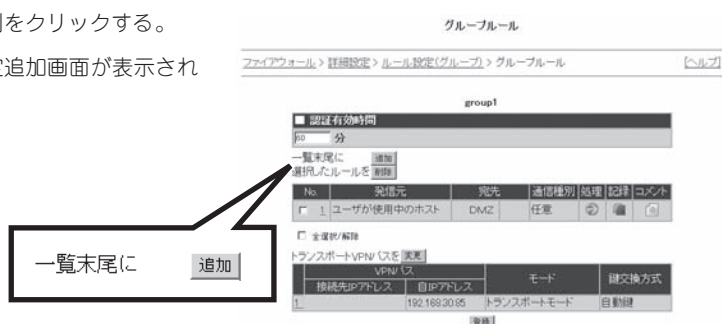 ]をクリックする。
定追加画面が表示され
グループルール
ファイアウォール > 詳細設定 > ルール設定(グループ) > グループルール [ヘルプ]
group1
■ 認証有効時間
60 分
一覧末尾に 追加
選択したルールを 削除
No. 発信元 宛先 通信種別 処理 記録 コメント
1 ユーザが使用中のホスト DMZ 任意
全選択/解除
トランスポートVPNパスを 変更
VPNパス モード 鍵交換方式
接続先IPアドレス 自IPアドレス
1 192.168.30.85 トランスポートモード 自動鍵
登録
一覧末尾に 追加